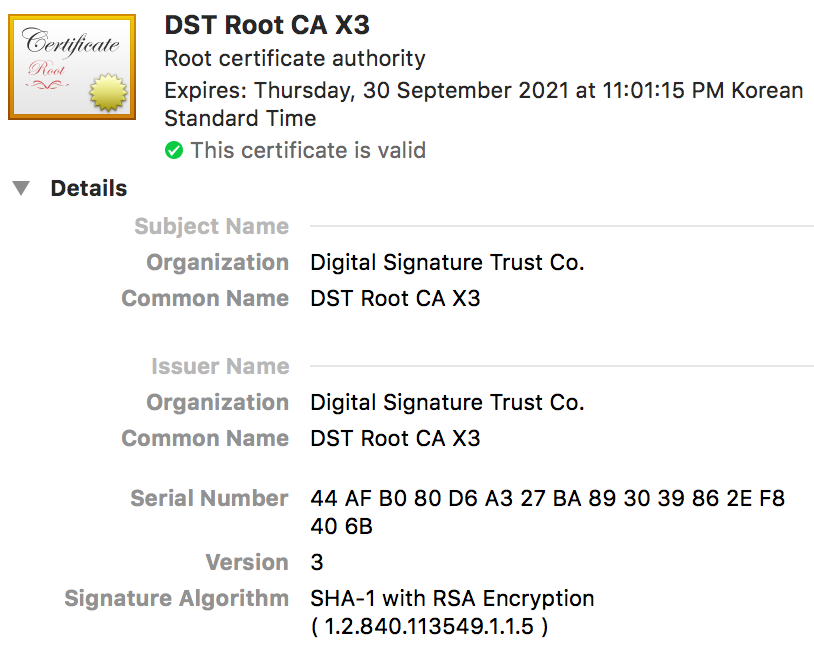 Certificate
Root
DST Root CA X3
Root certificate authority
Expires: Thursday, 30 September 2021 at 11:01:15 PM Korean
Standard Time
This certificate is valid
Details
Subject Name
Organization Digital Signature Trust Co.
Common Name DST Root CA X3
Issuer Name
Organization Digital Signature Trust Co.
Common Name DST Root CA X3
Serial Number 44 AF B0 80 D6 A3 27 BA 89 30 39 86 2E F8
40 6B
Version 3
Signature Algorithm SHA-1 with RSA Encryption
( 1.2.840.113549.1.1.5 )